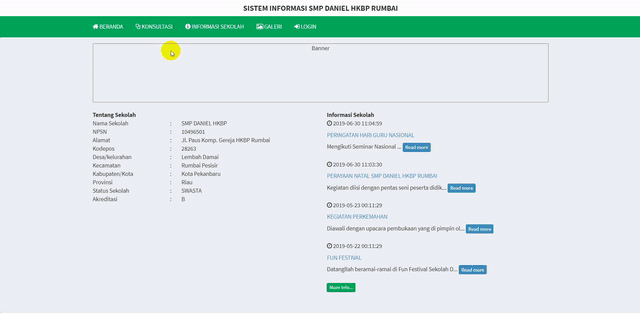 SISTEM INFORMASI SMP DANIEL HKBP RUMBAI
BERANDA KONSULTASI INFORMASI SEKOLAH GALERI LOGIN
Banner
Tentang Sekolah
Nama Sekolah : SMP DANIEL HKBP
NPSN : 10496501
Alamat : Jl. Paus Komp. Gereja HKBP Rumbai
Kodepos : 28263
Desa/kelurahan : Lembah Damai
Kecamatan : Rumbai Pesisir
Kabupaten/Kota : Kota Pekanbaru
Provinsi : Riau
Status Sekolah : SWASTA
Akreditasi : B
Informasi Sekolah
2019-06-30 11:04:59
PERINGATAN HARI GURU NASIONAL
Mengikuti Seminar Nasional ... Read more
2019-06-30 11:03:30
PERAYAAN NATAL SMP DANIEL HKBP RUMBAI
Kegiatan diisi dengan pentas seni peserta didik... Read more
2019-05-23 00:11:29
KEGIATAN PERKEMAHAN
Diawali dengan upacara pembukaan yang di pimpin ol... Read more
2019-05-22 00:11:29
FUN FESTIVAL
Datangllah beramai-ramai di Fun Festival Sekolah D... Read more
More Info...